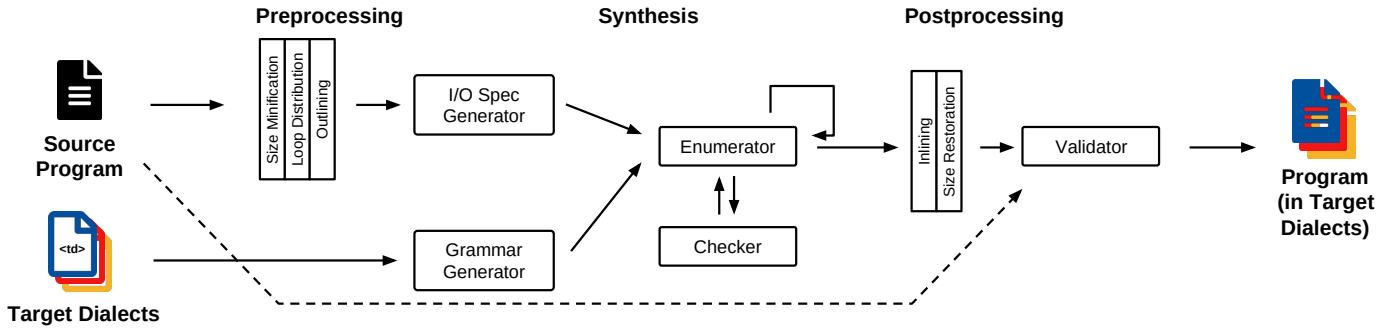 Preprocessing
Synthesis
Postprocessing
Source
Program
Size Minification
Loop Distribution
Outlining
I/O Spec
Generator
Enumerator
Inlining
Size Restoration
Validator
Program
(in Target
Dialects)
<td>
Target Dialects
Grammar
Generator
Checker